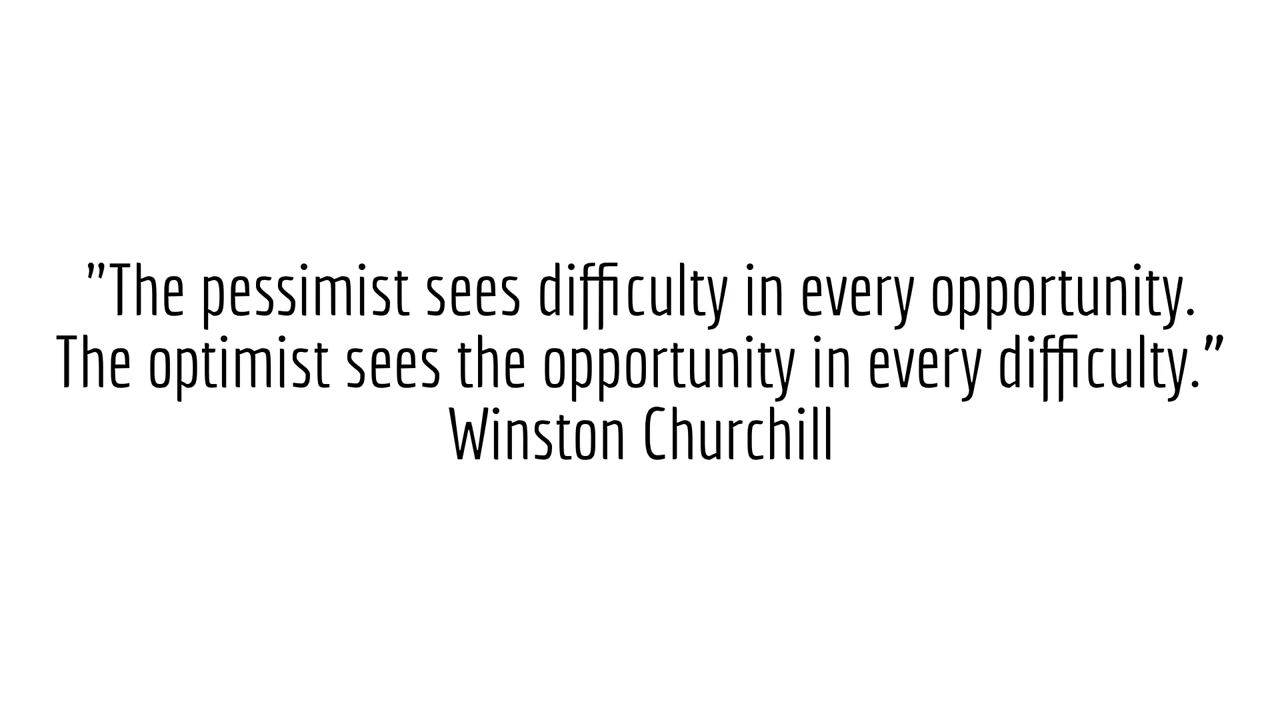 ”The pessimist sees difficulty in every opportunity.
The optimist sees the opportunity in every difficulty.”
Winston Churchill